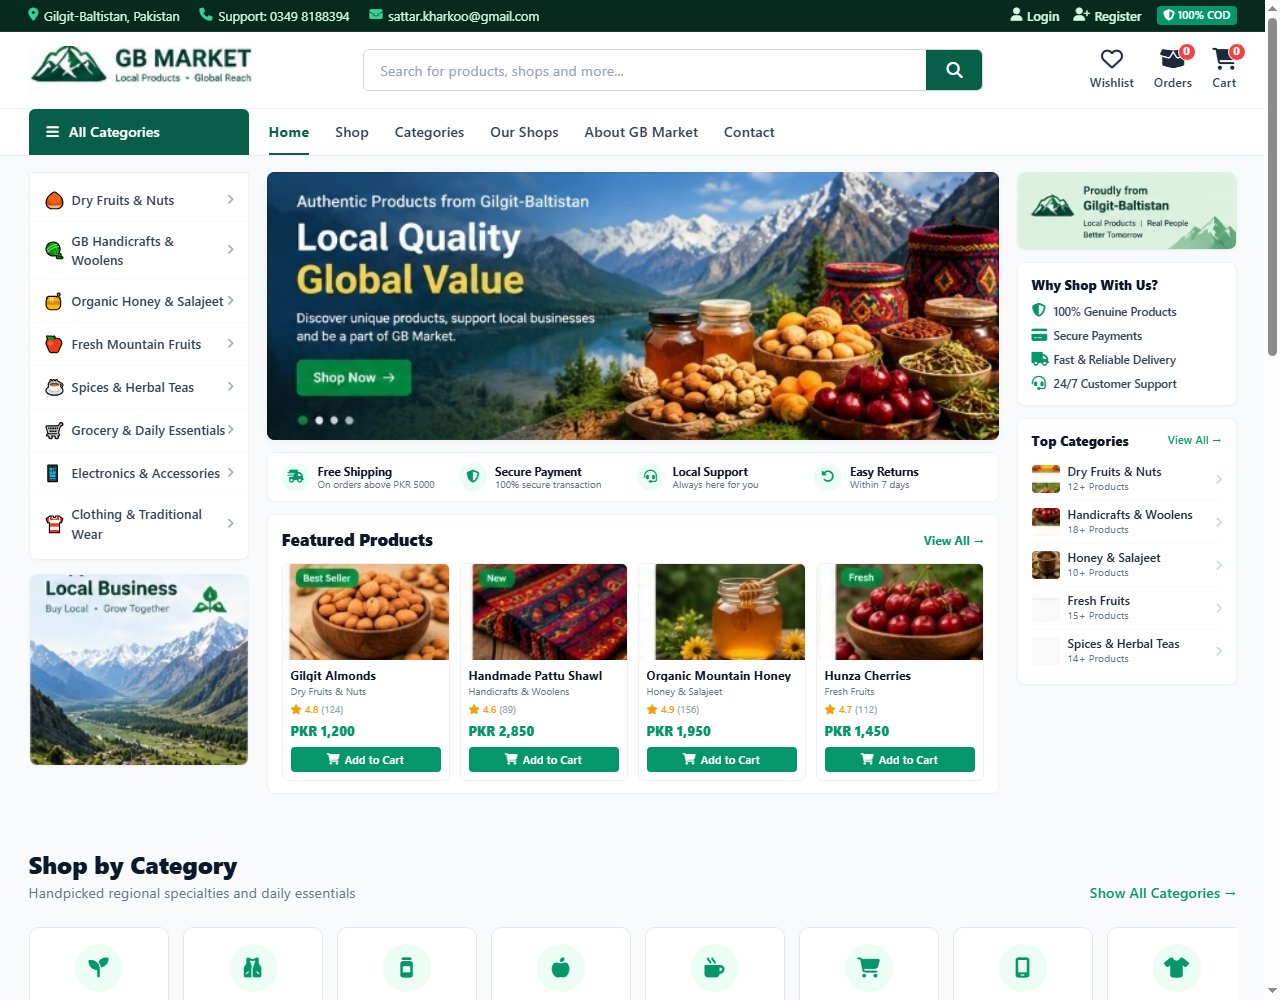 Gilgit-Baltistan, Pakistan
Support: 0349 8188394
sattar.kharkoo@gmail.com
Login
Register
100% COD
GB MARKET
Local Products • Global Reach
Search for products, shops and more...
Wishlist
0
Orders
0
Cart
All Categories
Home
Shop
Categories
Our Shops
About GB Market
Contact
Dry Fruits & Nuts
GB Handicrafts &
Woolens
Organic Honey & Salajeet
Fresh Mountain Fruits
Spices & Herbal Teas
Grocery & Daily Essentials
Electronics & Accessories
Clothing & Traditional
Wear
Local Business
Buy Local • Grow Together
Authentic Products from Gilgit-Baltistan
Local Quality
Global Value
Discover unique products, support local businesses
and be a part of GB Market.
Shop Now →
Free Shipping
On orders above PKR 5000
Secure Payment
100% secure transaction
Local Support
Always here for you
Easy Returns
Within 7 days
Featured Products
View All →
Best Seller
Gilgit Almonds
Dry Fruits & Nuts
4.8 (124)
PKR 1,200
Add to Cart
New
Handmade Pattu Shawl
Handicrafts & Woolens
4.6 (89)
PKR 2,850
Add to Cart
Organic Mountain Honey
Honey & Salajeet
4.9 (156)
PKR 1,950
Add to Cart
Fresh
Hunza Cherries
Fresh Fruits
4.7 (112)
PKR 1,450
Add to Cart
Proudly from
Gilgit-Baltistan
Local Products | Real People
Better Tomorrow
Why Shop With Us?
100% Genuine Products
Secure Payments
Fast & Reliable Delivery
24/7 Customer Support
Top Categories
View All →
Dry Fruits & Nuts
12+ Products
Handicrafts & Woolens
18+ Products
Honey & Salajeet
10+ Products
Fresh Fruits
15+ Products
Spices & Herbal Teas
14+ Products
Shop by Category
Handpicked regional specialties and daily essentials
Show All Categories →